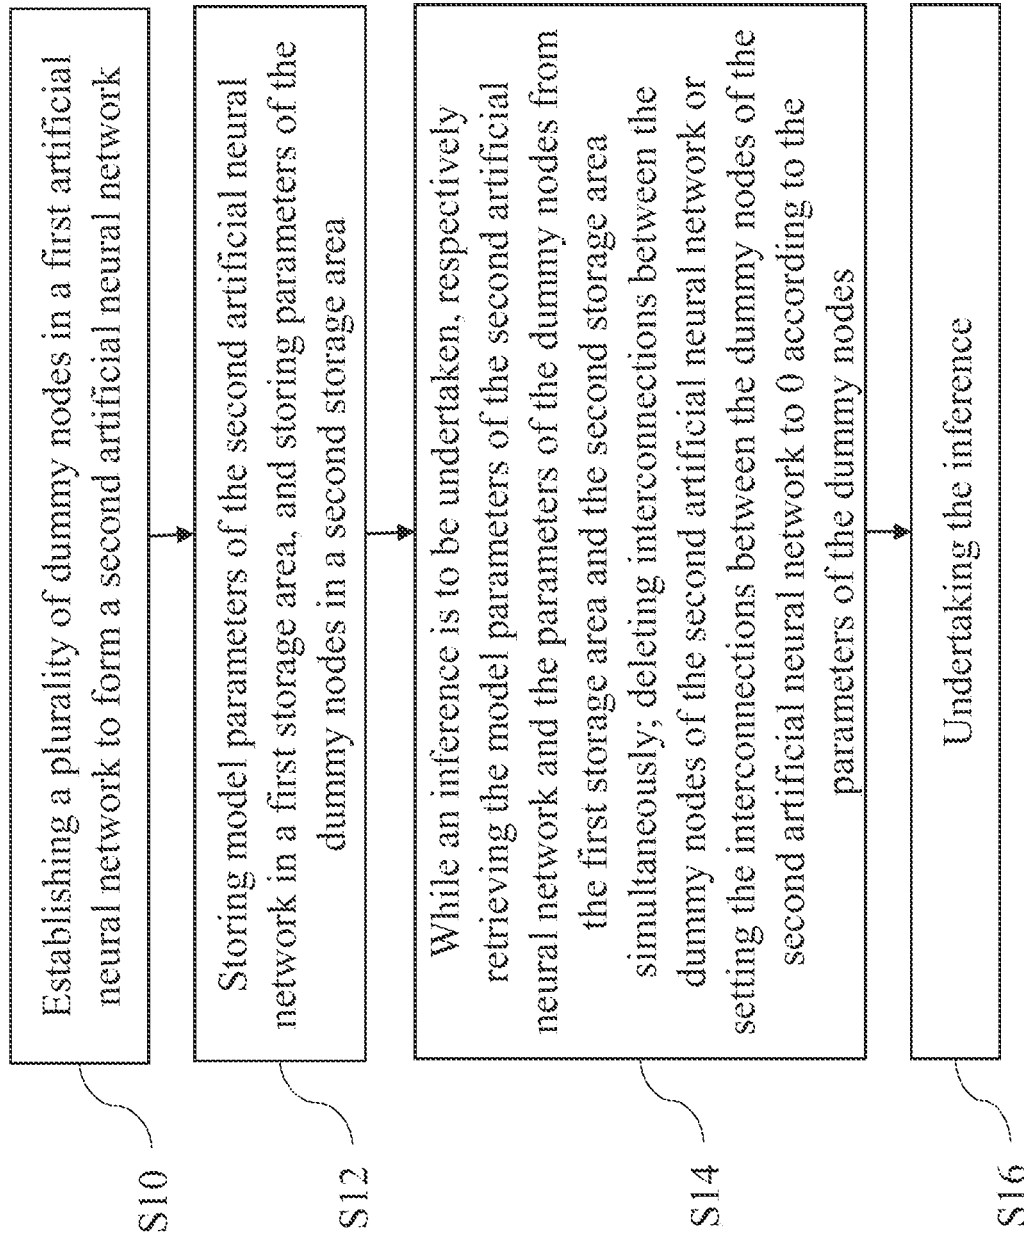 Establishing a plurality of dummy nodes in a first artificial
neural network to form a second artificial neural network
S10
Storing model parameters of the second artificial neural
network in a first storage area, and storing parameters of the
dummy nodes in a second storage area
S12
While an inference is to be undertaken, respectively
retrieving the model parameters of the second artificial
neural network and the parameters of the dummy nodes from
the first storage area and the second storage area
simultaneously; deleting interconnections between the
dummy nodes of the second artificial neural network or
setting the interconnections between the dummy nodes of the
second artificial neural network to 0 according to the
parameters of the dummy nodes
S14
Undertaking the inference
S16